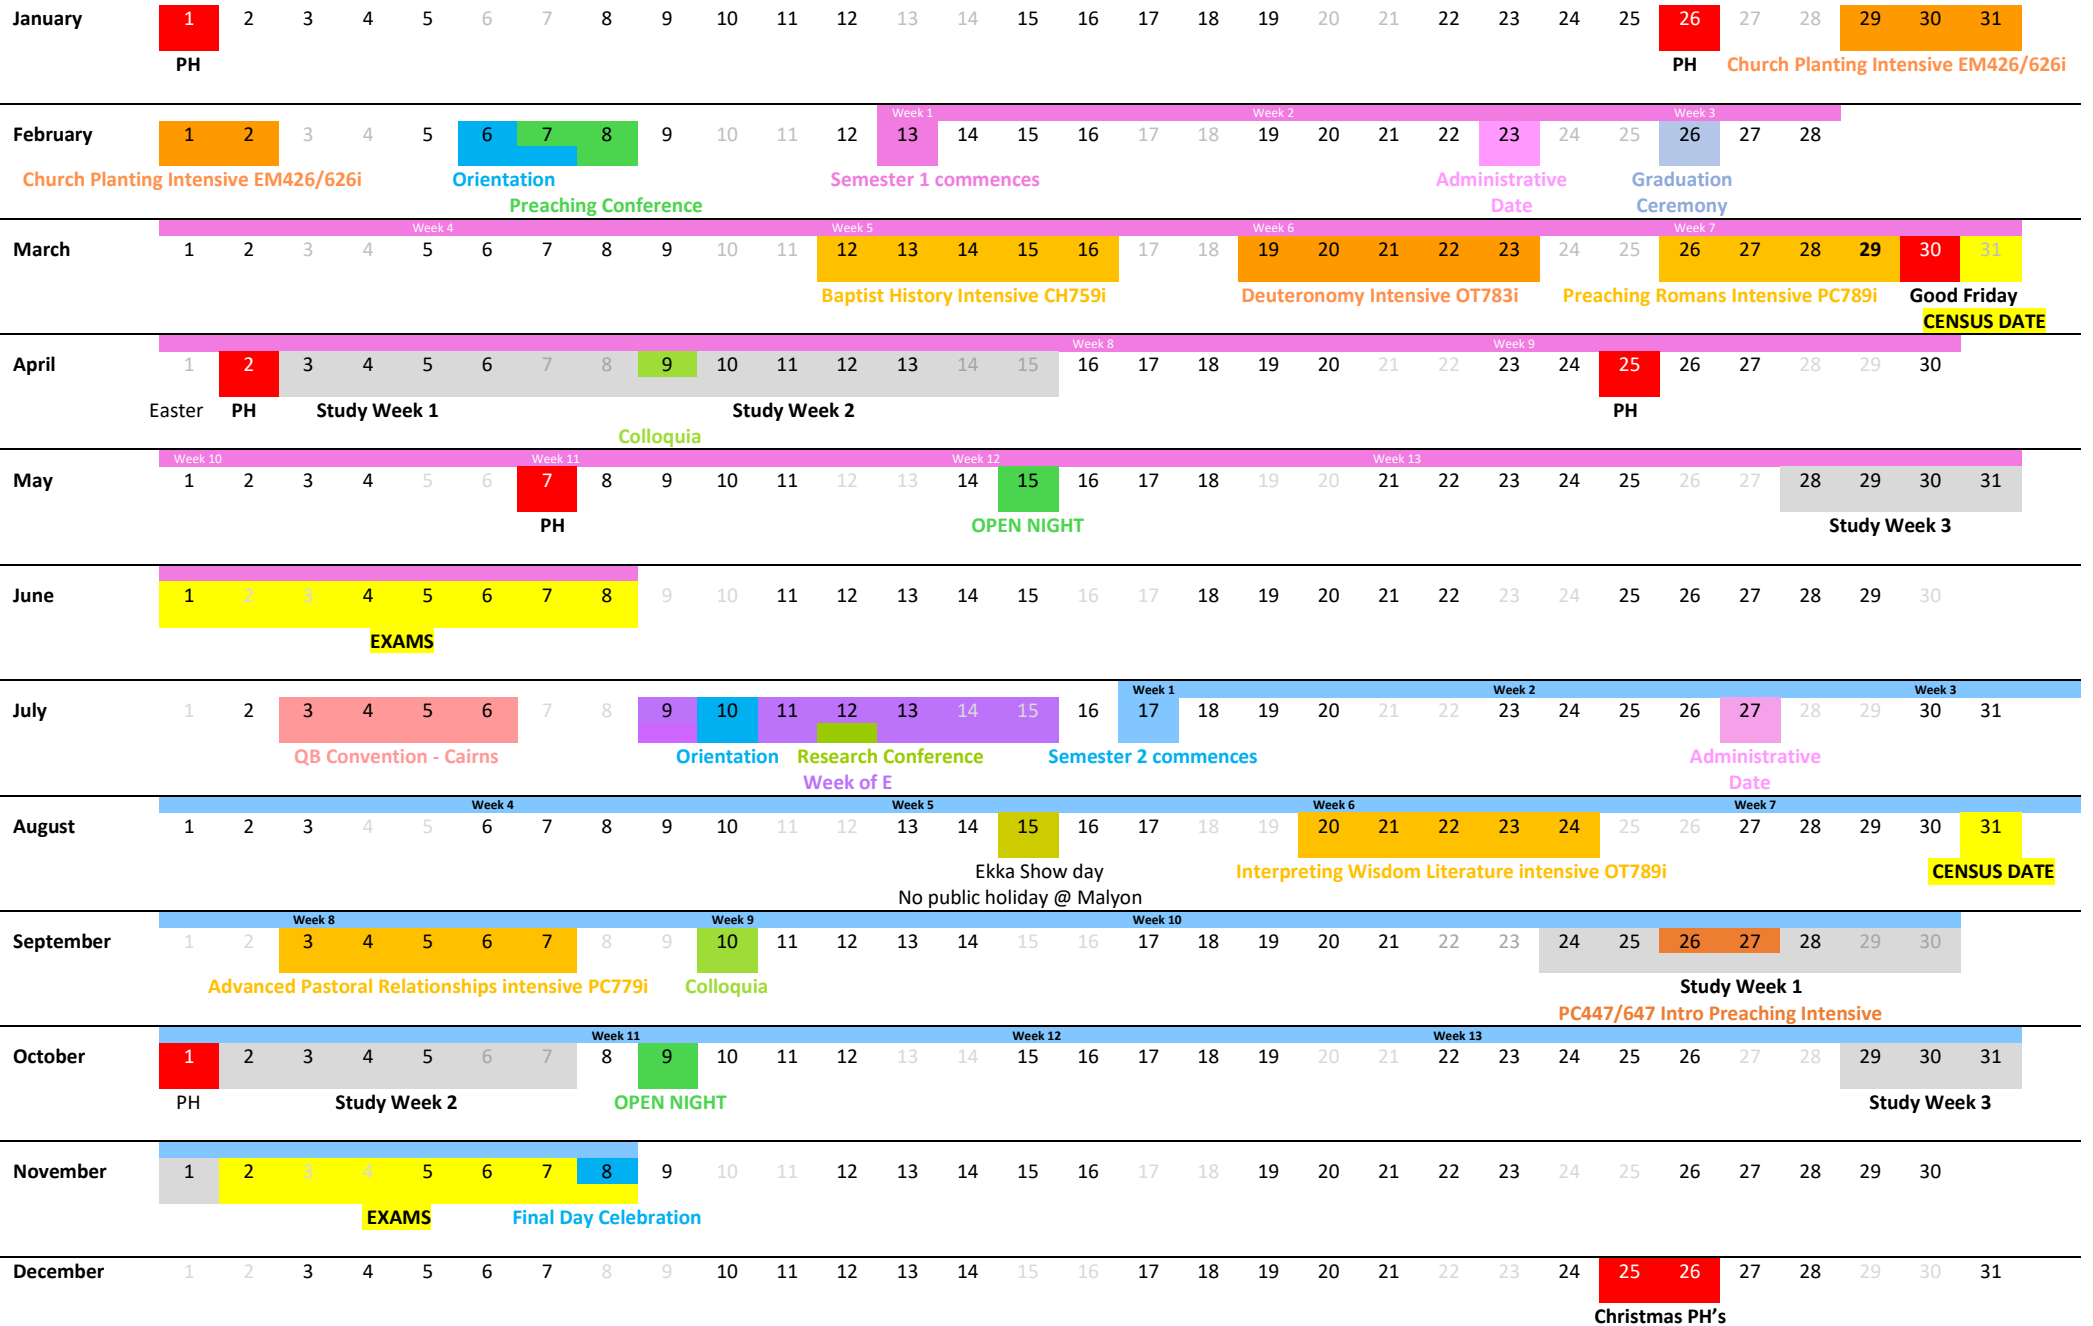 January 1 2 3 4 5 6 7 8 9 10 11 12 13 14 15 16 17 18 19 20 21 22 23 24 25 26 27 28 29 30 31
PH PH Church Planting Intensive EM426/626i
Week 1 Week 2 Week 3
February 1 2 3 4 5 6 7 8 9 10 11 12 13 14 15 16 17 18 19 20 21 22 23 24 25 26 27 28
Church Planting Intensive EM426/626i Orientation Semester 1 commences Administrative Graduation
Preaching Conference Date Ceremony
Week 4 Week 5 Week 6 Week 7
March 1 2 3 4 5 6 7 8 9 10 11 12 13 14 15 16 17 18 19 20 21 22 23 24 25 26 27 28 29 30 31
Baptist History Intensive CH759i Deuteronomy Intensive OT783i Preaching Romans Intensive PC789i Good Friday
CENSUS DATE
Week 8 Week 9
April 1 2 3 4 5 6 7 8 9 10 11 12 13 14 15 16 17 18 19 20 21 22 23 24 25 26 27 28 29 30
Easter PH Study Week 1 Study Week 2 PH
Colloquia
Week 10 Week 11 Week 12 Week 13
May 1 2 3 4 5 6 7 8 9 10 11 12 13 14 15 16 17 18 19 20 21 22 23 24 25 26 27 28 29 30 31
PH OPEN NIGHT Study Week 3
June 1 2 3 4 5 6 7 8 9 10 11 12 13 14 15 16 17 18 19 20 21 22 23 24 25 26 27 28 29 30
EXAMS
Week 1 Week 2 Week 3
July 1 2 3 4 5 6 7 8 9 10 11 12 13 14 15 16 17 18 19 20 21 22 23 24 25 26 27 28 29 30 31
QB Convention - Cairns Orientation Research Conference Semester 2 commences Administrative
Week of E Date
Week 4 Week 5 Week 6 Week 7
August 1 2 3 4 5 6 7 8 9 10 11 12 13 14 15 16 17 18 19 20 21 22 23 24 25 26 27 28 29 30 31
Ekka Show day Interpreting Wisdom Literature intensive OT789i CENSUS DATE
No public holiday @ Malyon
Week 8 Week 9 Week 10
September 1 2 3 4 5 6 7 8 9 10 11 12 13 14 15 16 17 18 19 20 21 22 23 24 25 26 27 28 29 30
Advanced Pastoral Relationships intensive PC779i Colloquia Study Week 1
PC447/647 Intro Preaching Intensive
Week 11 Week 12 Week 13
October 1 2 3 4 5 6 7 8 9 10 11 12 13 14 15 16 17 18 19 20 21 22 23 24 25 26 27 28 29 30 31
PH Study Week 2 OPEN NIGHT Study Week 3
November 1 2 3 4 5 6 7 8 9 10 11 12 13 14 15 16 17 18 19 20 21 22 23 24 25 26 27 28 29 30
EXAMS Final Day Celebration
December 1 2 3 4 5 6 7 8 9 10 11 12 13 14 15 16 17 18 19 20 21 22 23 24 25 26 27 28 29 30 31
Christmas PH's